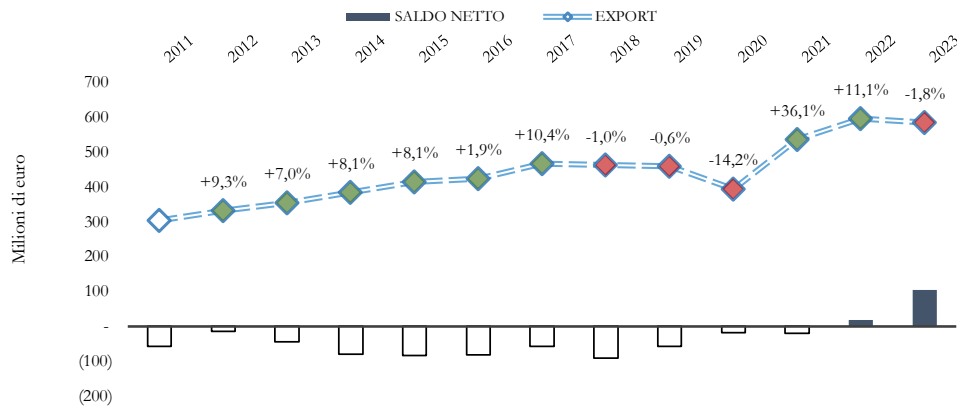 SALDO NETTO EXPORT
2011 2012 2013 2014 2015 2016 2017 2018 2019 2020 2021 2022 2023
Milioni di euro
700
600
500
400
300
200
100
-
(100)
(200)
+9,3% +7,0% +8,1% +8,1% +1,9% +10,4% -1,0% -0,6% -14,2% +36,1% +11,1% -1,8%